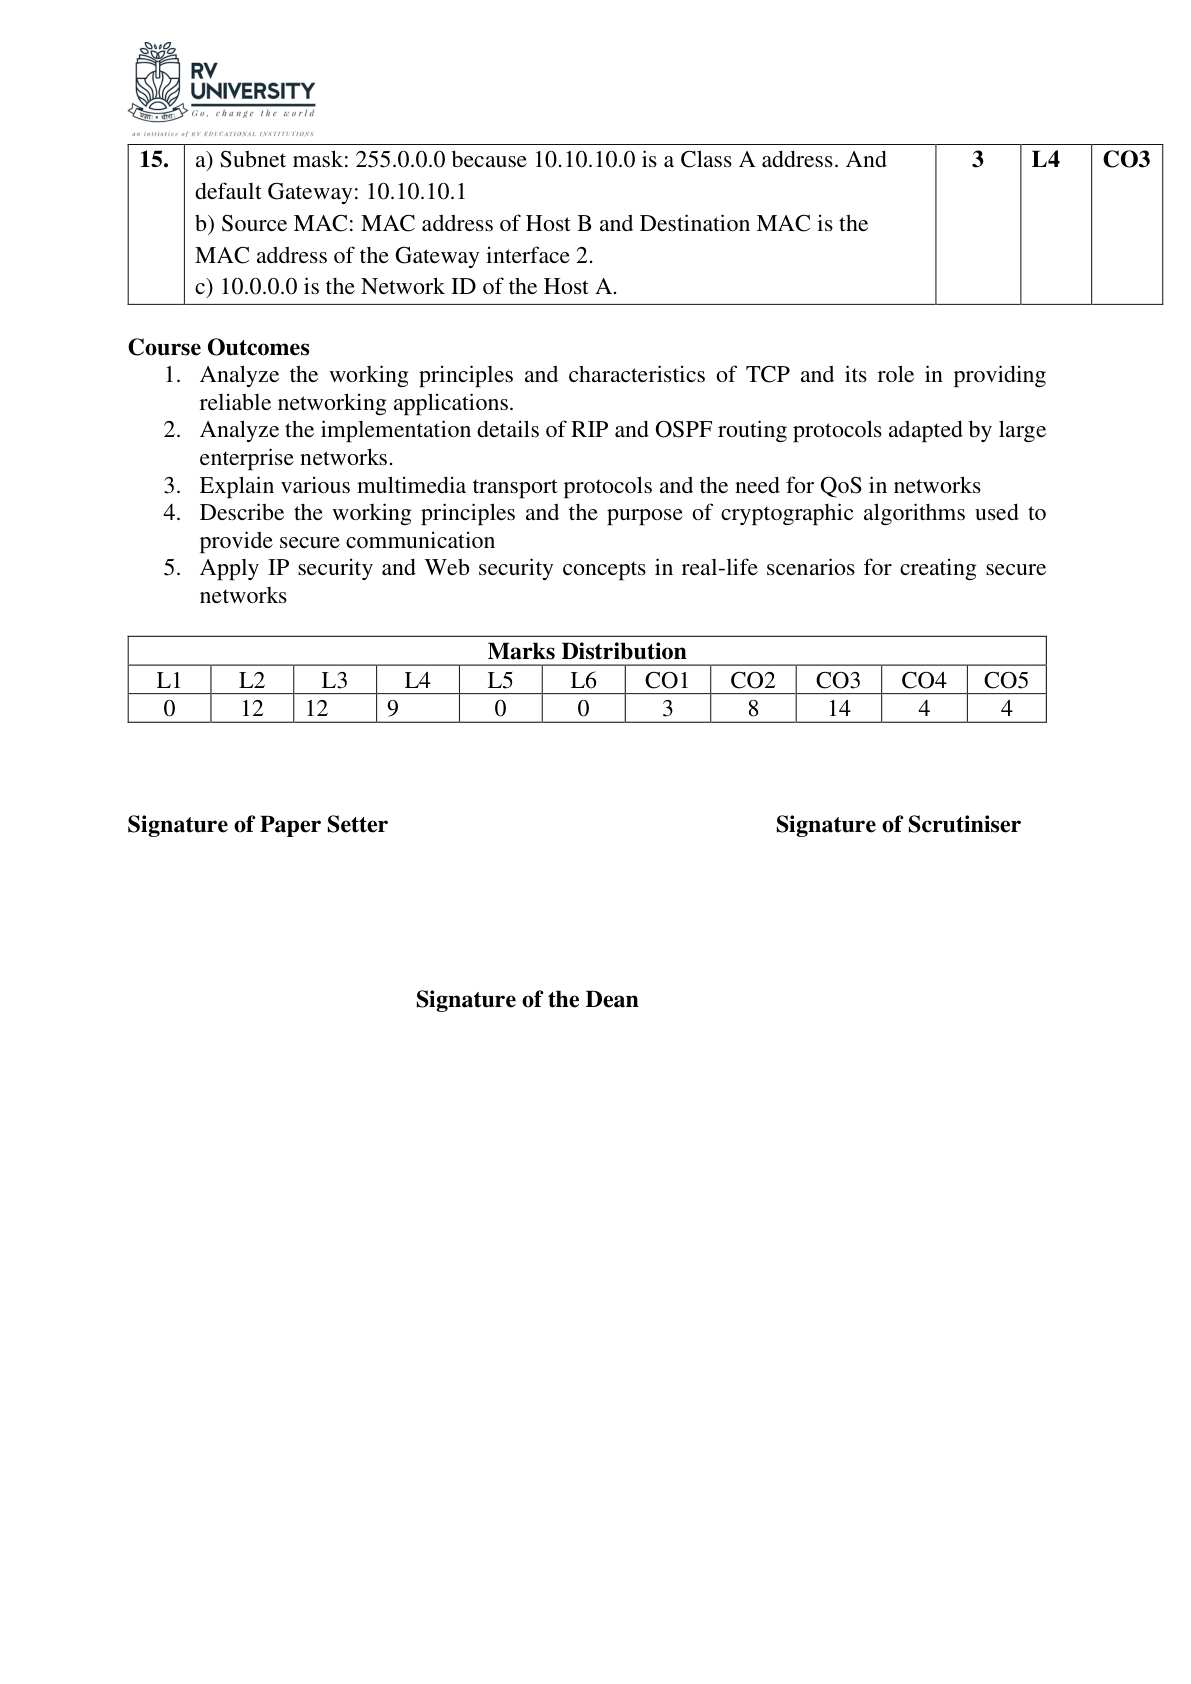 RV
UNIVERSITY
Go, change the world
an initiative of RV EDUCATIONAL INSTITUTIONS
15. a) Subnet mask: 255.0.0.0 because 10.10.10.0 is a Class A address. And 3 L4 CO3
default Gateway: 10.10.10.1
b) Source MAC: MAC address of Host B and Destination MAC is the
MAC address of the Gateway interface 2.
c) 10.0.0.0 is the Network ID of the Host A.
Course Outcomes
1. Analyze the working principles and characteristics of TCP and its role in providing
reliable networking applications.
2. Analyze the implementation details of RIP and OSPF routing protocols adapted by large
enterprise networks.
3. Explain various multimedia transport protocols and the need for QoS in networks
4. Describe the working principles and the purpose of cryptographic algorithms used to
provide secure communication
5. Apply IP security and Web security concepts in real-life scenarios for creating secure
networks
Marks Distribution
L1 L2 L3 L4 L5 L6 CO1 CO2 CO3 CO4 CO5
0 12 12 9 0 0 3 8 14 4 4
Signature of Paper Setter Signature of Scrutiniser
Signature of the Dean